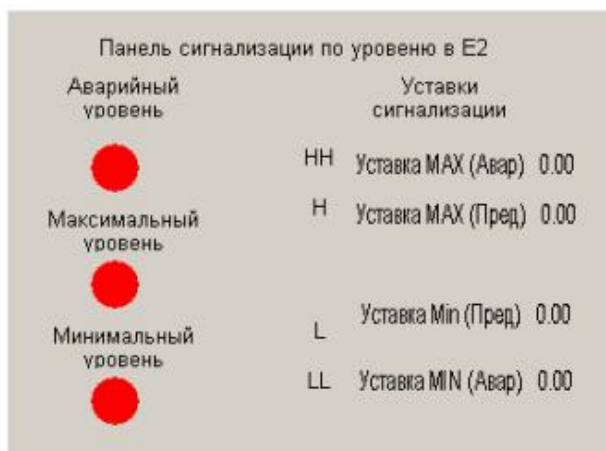 Панель сигнализации по уровеню в Е2
Аварийный
уровень
Уставки
сигнализации
HH Уставка MAX (Авар) 0.00
H Уставка MAX (Пред) 0.00
Максимальный
уровень
L Уставка Min (Пред) 0.00
Минимальный
уровень
LL Уставка MIN (Авар) 0.00